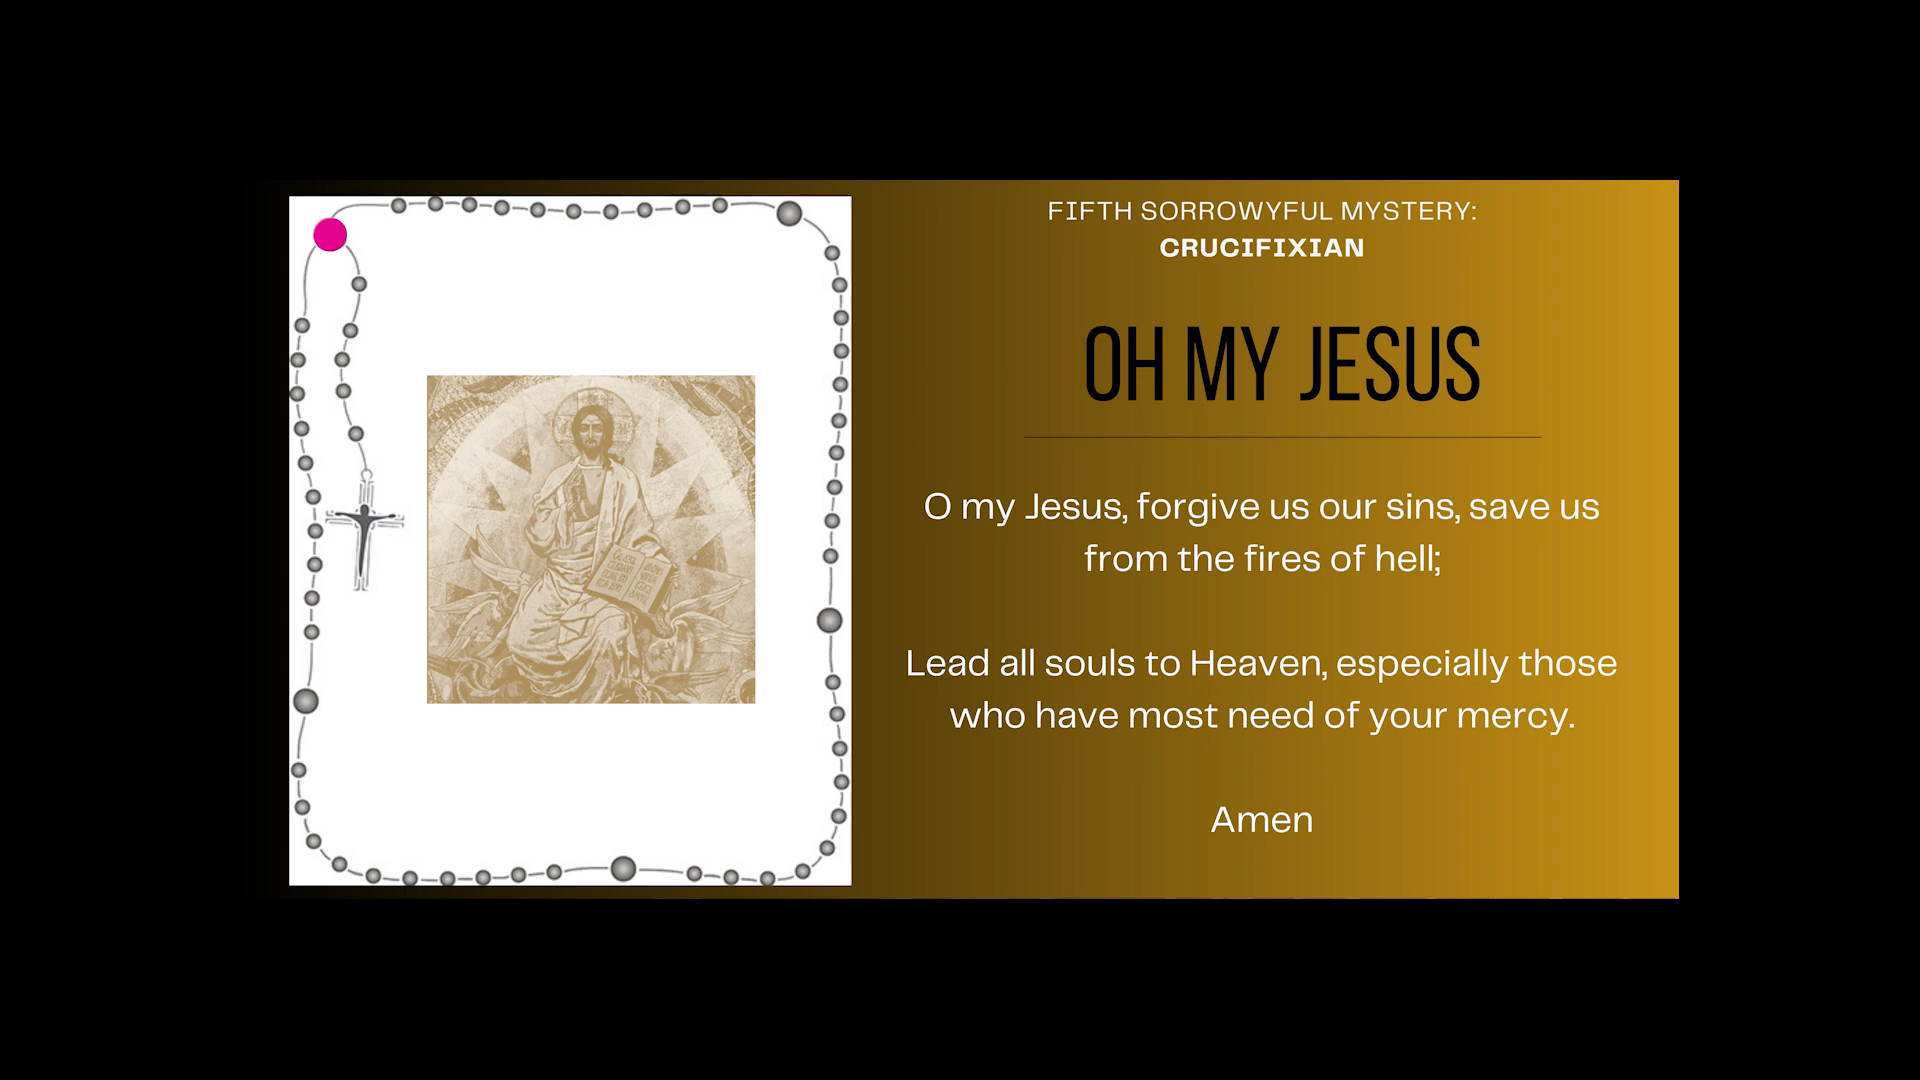 FIFTH SORROWYFUL MYSTERY:
CRUCIFIXIAN
OH MY JESUS
O my Jesus, forgive us our sins, save us
from the fires of hell;
Lead all souls to Heaven, especially those
who have most need of your mercy.
Amen